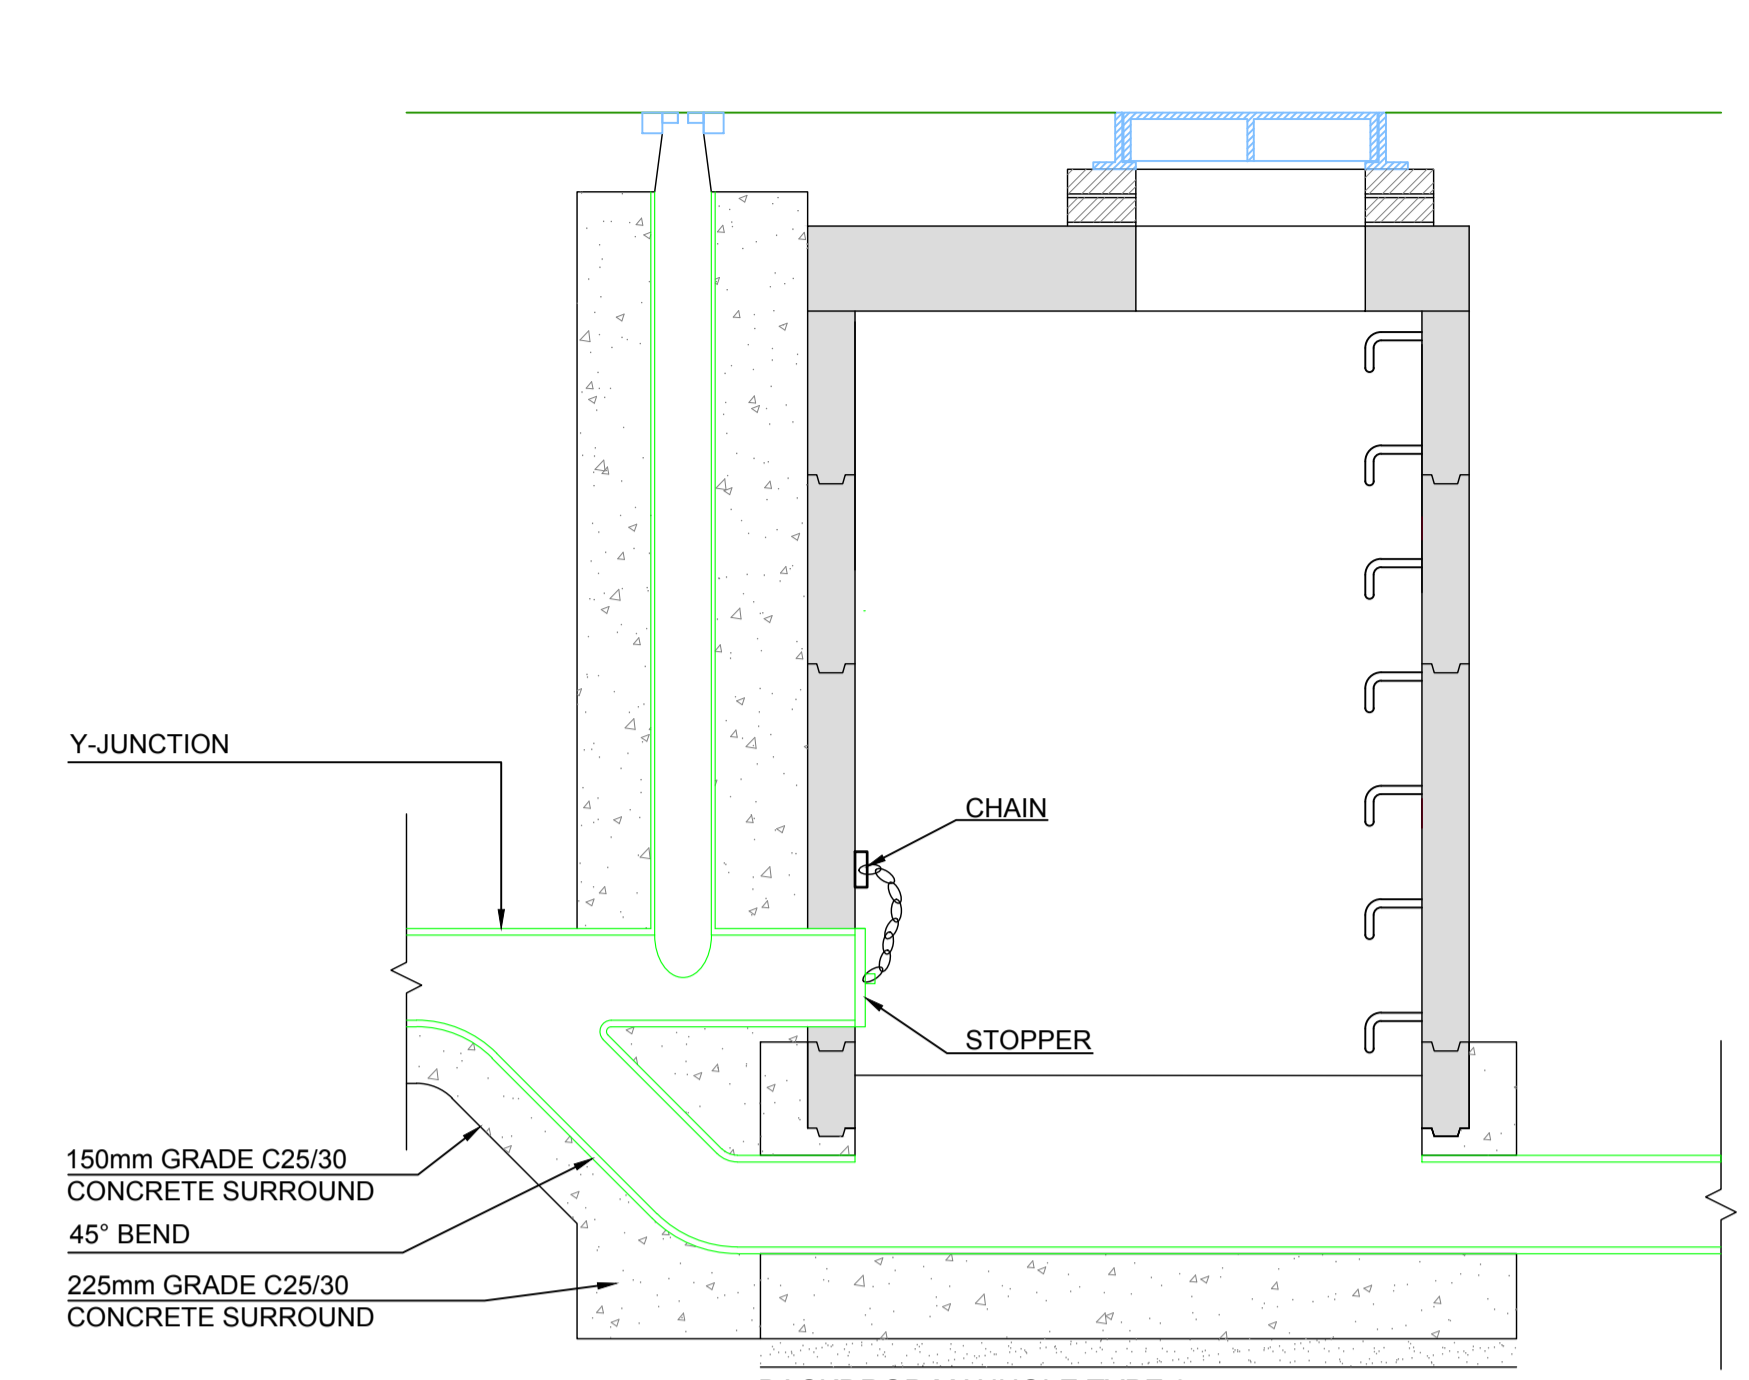 Y-JUNCTION
CHAIN
STOPPER
150mm GRADE C25/30
CONCRETE SURROUND
45° BEND
225mm GRADE C25/30
CONCRETE SURROUND